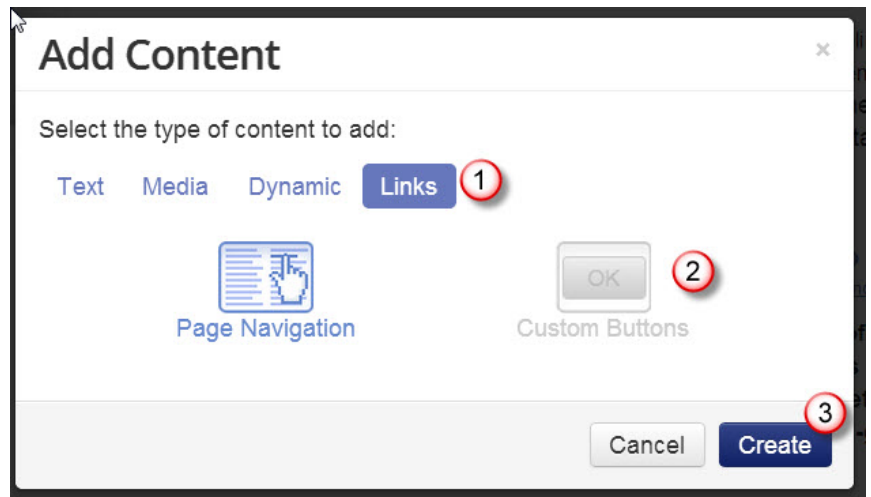 Add Content
×
Select the type of content to add:
Text Media Dynamic Links 1
OK 2
Page Navigation Custom Buttons
3
Cancel Create